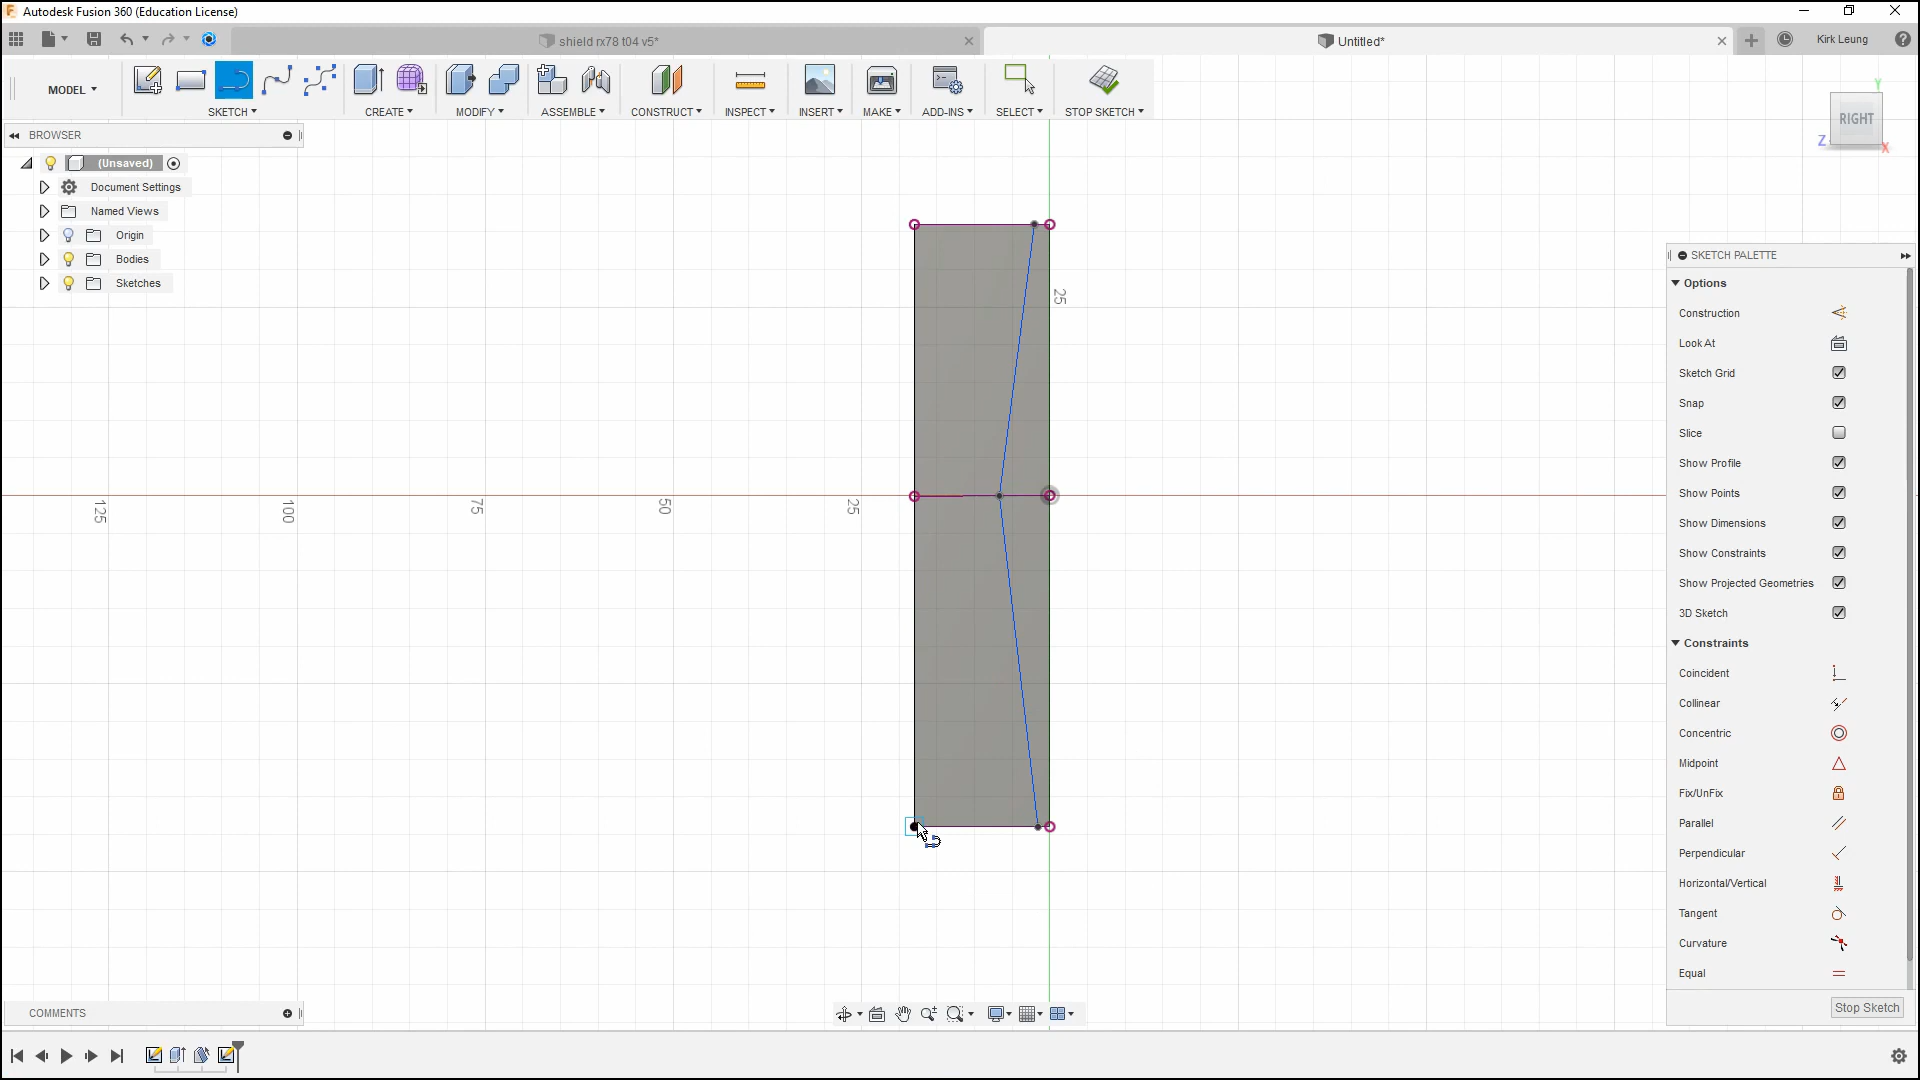 Autodesk Fusion 360 (Education License)
shield rx78 t04 v5*
Untitled*
Kirk Leung
MODEL
SKETCH
CREATE
MODIFY
ASSEMBLE
CONSTRUCT
INSPECT
INSERT
MAKE
ADD-INS
SELECT
STOP SKETCH
RIGHT
Y
Z
X
BROWSER
(Unsaved)
Document Settings
Named Views
Origin
Bodies
Sketches
25
125
100
75
50
25
SKETCH PALETTE
Options
Construction
Look At
Sketch Grid
Snap
Slice
Show Profile
Show Points
Show Dimensions
Show Constraints
Show Projected Geometries
3D Sketch
Constraints
Coincident
Collinear
Concentric
Midpoint
Fix/UnFix
Parallel
Perpendicular
Horizontal/Vertical
Tangent
Curvature
Equal
Stop Sketch
COMMENTS